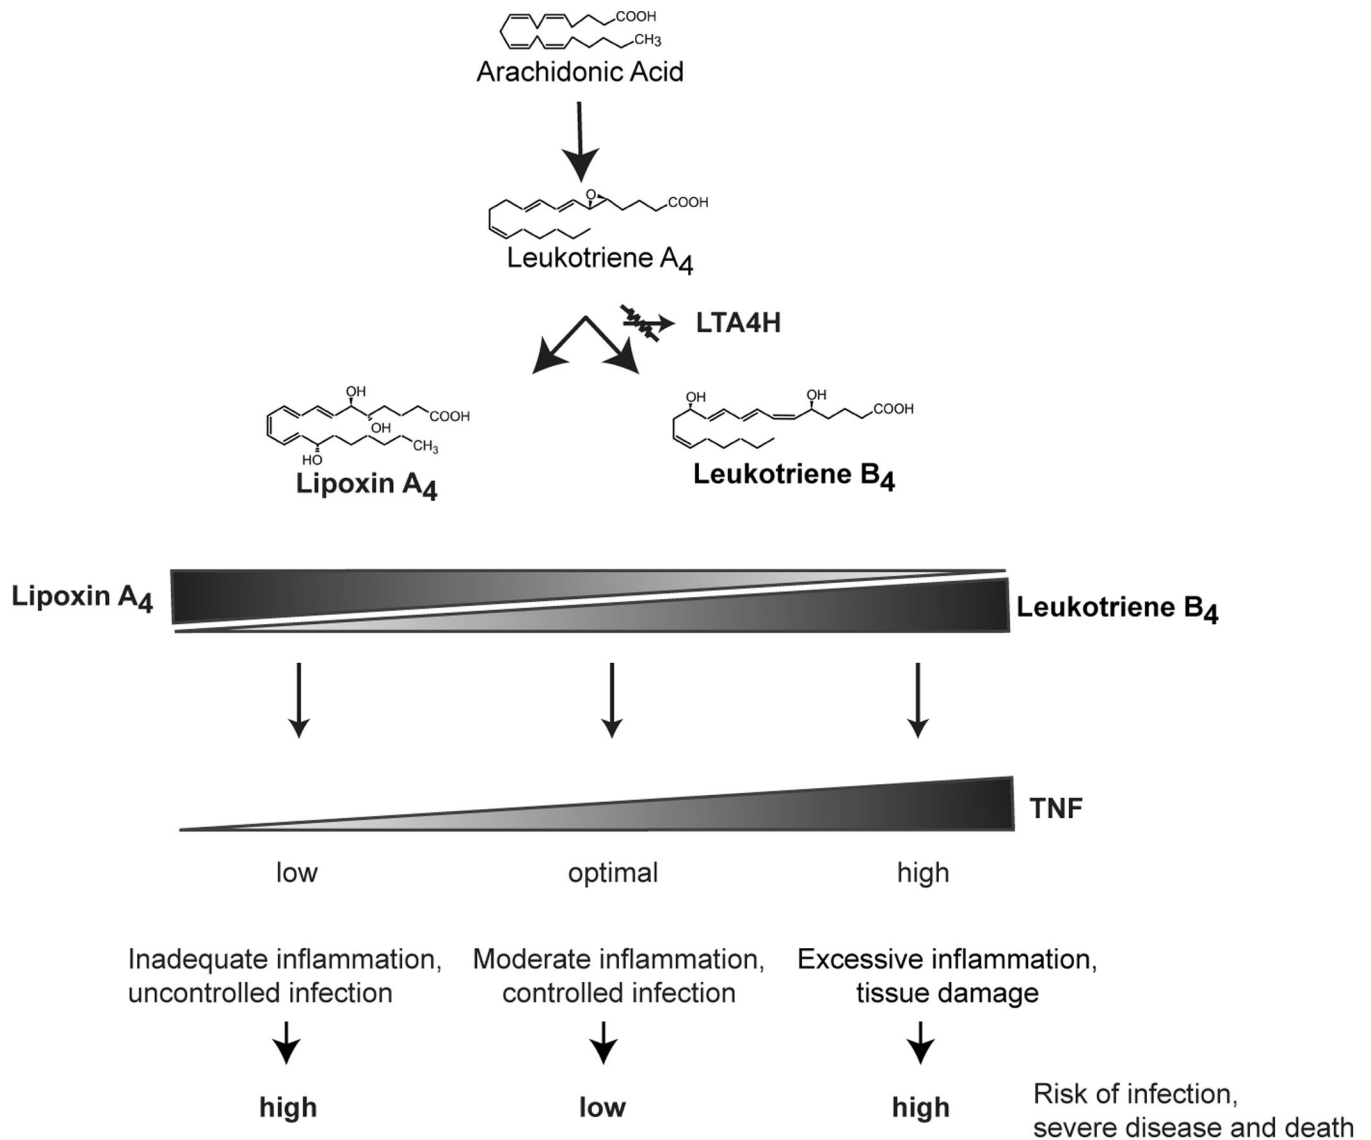 COOH
CH3
Arachidonic Acid
O
COOH
Leukotriene A4
LTA4H
OH
COOH
OH
CH3
HO
Lipoxin A4
OH
OH
COOH
Leukotriene B4
Lipoxin A4
Leukotriene B4
TNF
low
optimal
high
Inadequate inflammation,
uncontrolled infection
Moderate inflammation,
controlled infection
Excessive inflammation,
tissue damage
high
low
high
Risk of infection,
severe disease and death